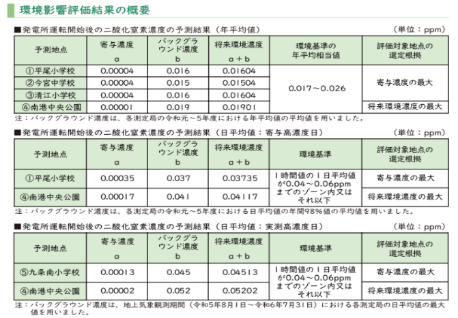 環境影響評価結果の概要
■発電所運転開始後の二酸化窒素濃度の予測結果（年平均値） （単位：ppm）
予測地点 寄与濃度 a バックグラウンド濃度 b 将来環境濃度 a＋b 環境基準の年平均相当値 評価対象地点の選定根拠
①平尾小学校 0.00004 0.016 0.01604 0.017～0.026 寄与濃度の最大
②今宮中学校 0.00004 0.015 0.01504
③清江小学校 0.00004 0.016 0.01604
④南港中央公園 0.00001 0.019 0.01901 将来環境濃度の最大
注：バックグラウンド濃度は、各測定局の令和元～5年度における年平均値の平均値を用いました。
■発電所運転開始後の二酸化窒素濃度の予測結果（日平均値：寄与高濃度日） （単位：ppm）
予測地点 寄与濃度 a バックグラウンド濃度 b 将来環境濃度 a＋b 環境基準 評価対象地点の選定根拠
①平尾小学校 0.00035 0.037 0.03735 1時間値の1日平均値が0.04～0.06ppmまでのゾーン内又はそれ以下 寄与濃度の最大
④南港中央公園 0.00017 0.041 0.04117 将来環境濃度の最大
注：バックグラウンド濃度は、各測定局の令和元～5年度における日平均値の年間98％値の平均値を用いました。
■発電所運転開始後の二酸化窒素濃度の予測結果（日平均値：実測高濃度日） （単位：ppm）
予測地点 寄与濃度 a バックグラウンド濃度 b 将来環境濃度 a＋b 環境基準 評価対象地点の選定根拠
⑤九条南小学校 0.00013 0.045 0.04513 1時間値の1日平均値が0.04～0.06ppmまでのゾーン内又はそれ以下 寄与濃度の最大
④南港中央公園 0.00002 0.052 0.05202 将来環境濃度の最大
注：バックグラウンド濃度は、地上気象観測期間（令和5年8月1日～令和6年7月31日）における各測定局の日平均値の最大
値を用いました。